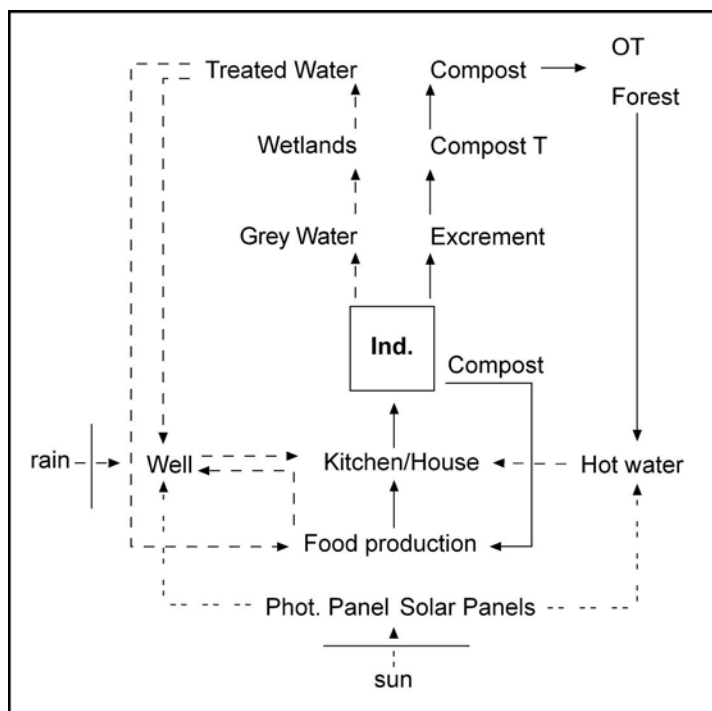 OT
Treated Water
Compost
Forest
Wetlands
Compost T
Grey Water
Excrement
Ind.
Compost
rain
Well
Kitchen/House
Hot water
Food production
Phot. Panel
Solar Panels
sun